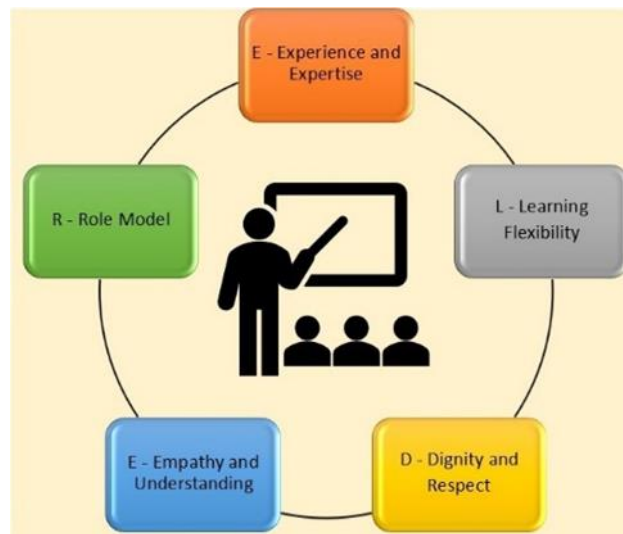 E - Experience and
Expertise
L - Learning
Flexibility
D - Dignity and
Respect
E - Empathy and
Understanding
R - Role Model